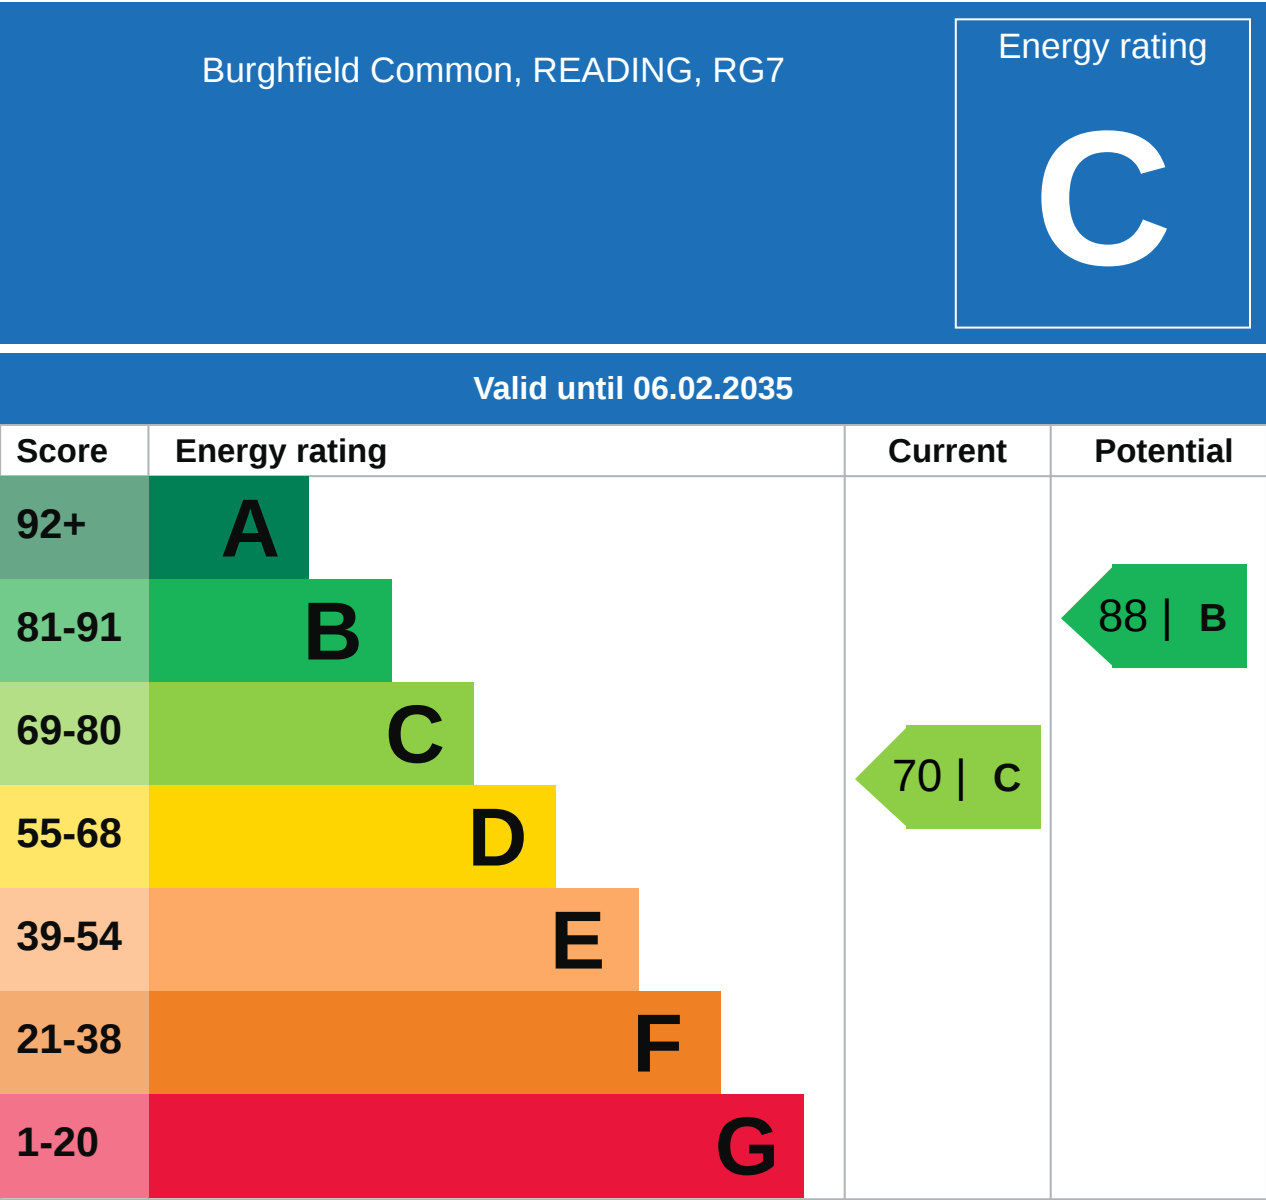 Burghfield Common, READING, RG7
Energy rating
C
Valid until 06.02.2035
Score Energy rating Current Potential
92+ A
81-91 B
88 | B
69-80 C
70 | C
55-68 D
39-54 E
21-38 F
1-20 G